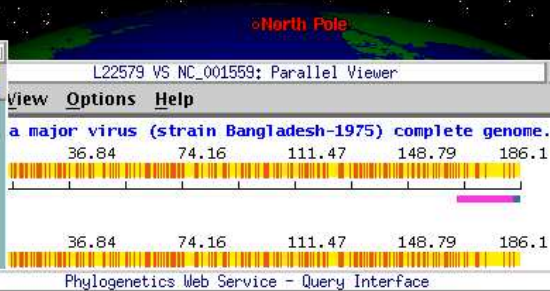 North Pole
L22579 VS NC_001559: Parallel Viewer
View Options Help
a major virus (strain Bangladesh-1975) complete genome.
36.84 74.16 111.47 148.79 186.1
36.84 74.16 111.47 148.79 186.1
Phylogenetics Web Service - Query Interface